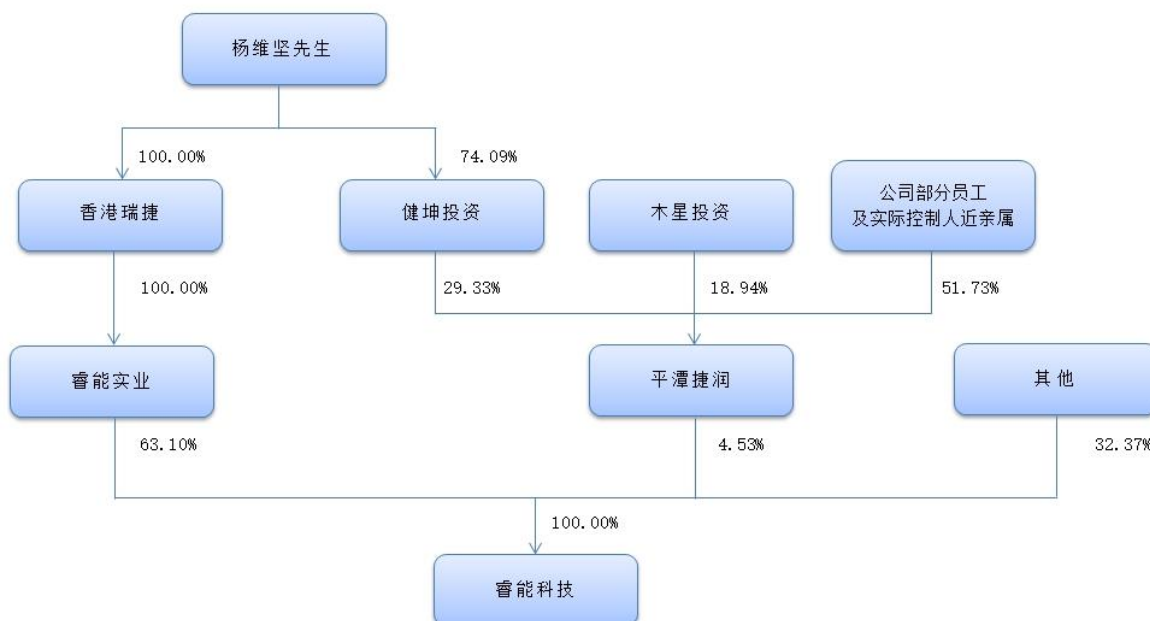 杨维坚先生
100.00%
74.09%
香港瑞捷
健坤投资
木星投资
公司部分员工
及实际控制人近亲属
100.00%
29.33%
18.94%
51.73%
睿能实业
平潭捷润
其他
63.10%
4.53%
32.37%
100.00%
睿能科技